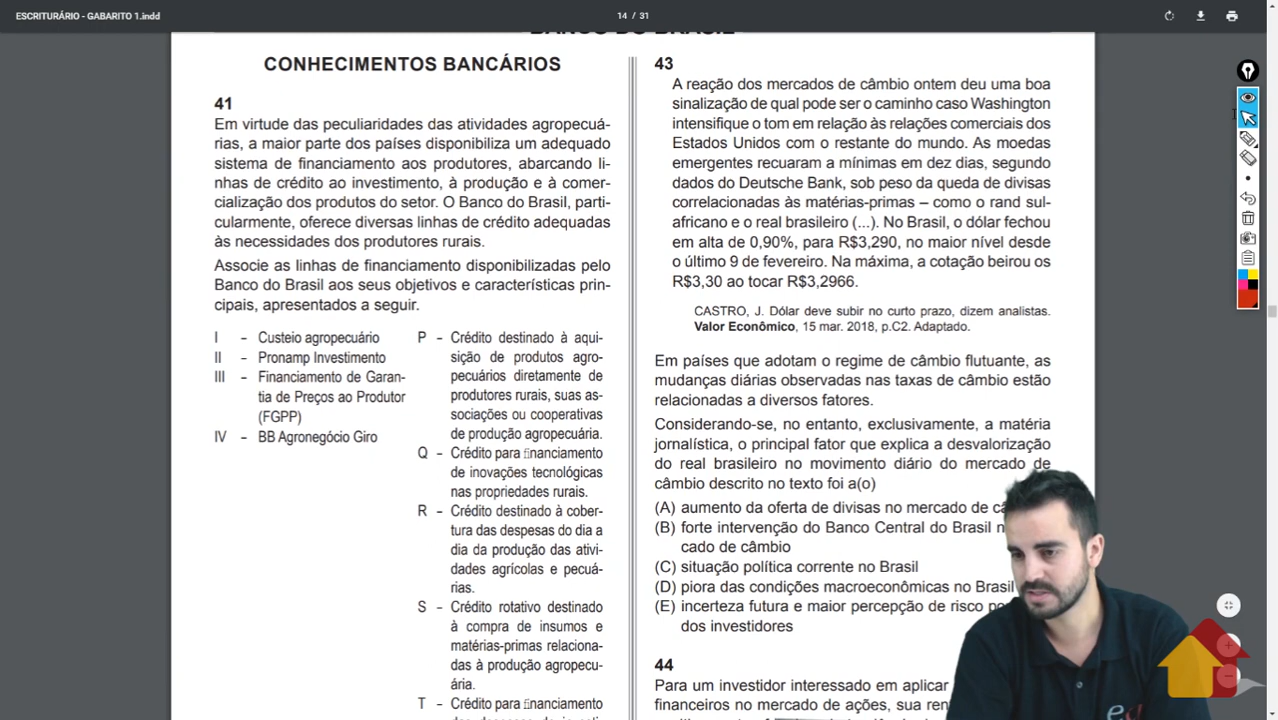 ESCRITURÁRIO - GABARITO 1.indd
14 / 31
BANCO DO BRASIL
CONHECIMENTOS BANCÁRIOS
41
Em virtude das peculiaridades das atividades agropecuá-
rias, a maior parte dos países disponibiliza um adequado
sistema de financiamento aos produtores, abarcando li-
nhas de crédito ao investimento, à produção e à comer-
cialização dos produtos do setor. O Banco do Brasil, parti-
cularmente, oferece diversas linhas de crédito adequadas
às necessidades dos produtores rurais.
Associe as linhas de financiamento disponibilizadas pelo
Banco do Brasil aos seus objetivos e características prin-
cipais, apresentados a seguir.
I – Custeio agropecuário
II – Pronamp Investimento
III – Financiamento de Garan-
tia de Preços ao Produtor
(FGPP)
IV – BB Agronegócio Giro
P – Crédito destinado à aqui-
sição de produtos agro-
pecuários diretamente de
produtores rurais, suas as-
sociações ou cooperativas
de produção agropecuária.
Q – Crédito para financiamento
de inovações tecnológicas
nas propriedades rurais.
R – Crédito destinado à cober-
tura das despesas do dia a
dia da produção das ativi-
dades agrícolas e pecuá-
rias.
S – Crédito rotativo destinado
à compra de insumos e
matérias-primas relaciona-
das à produção agropecu-
ária.
T – Crédito para financiamento
43
A reação dos mercados de câmbio ontem deu uma boa
sinalização de qual pode ser o caminho caso Washington
intensifique o tom em relação às relações comerciais dos
Estados Unidos com o restante do mundo. As moedas
emergentes recuaram a mínimas em dez dias, segundo
dados do Deutsche Bank, sob peso da queda de divisas
correlacionadas às matérias-primas – como o rand sul-
africano e o real brasileiro (...). No Brasil, o dólar fechou
em alta de 0,90%, para R$3,290, no maior nível desde
o último 9 de fevereiro. Na máxima, a cotação beirou os
R$3,30 ao tocar R$3,2966.
CASTRO, J. Dólar deve subir no curto prazo, dizem analistas.
Valor Econômico, 15 mar. 2018, p.C2. Adaptado.
Em países que adotam o regime de câmbio flutuante, as
mudanças diárias observadas nas taxas de câmbio estão
relacionadas a diversos fatores.
Considerando-se, no entanto, exclusivamente, a matéria
jornalística, o principal fator que explica a desvalorização
do real brasileiro no movimento diário do mercado de
câmbio descrito no texto foi a(o)
(A) aumento da oferta de divisas no mercado de
(B) forte intervenção do Banco Central do Brasil
cado de câmbio
(C) situação política corrente no Brasil
(D) piora das condições macroeconômicas no Brasil
(E) incerteza futura e maior percepção de risco
dos investidores
44
Para um investidor interessado em aplicar
financeiros no mercado de ações, sua